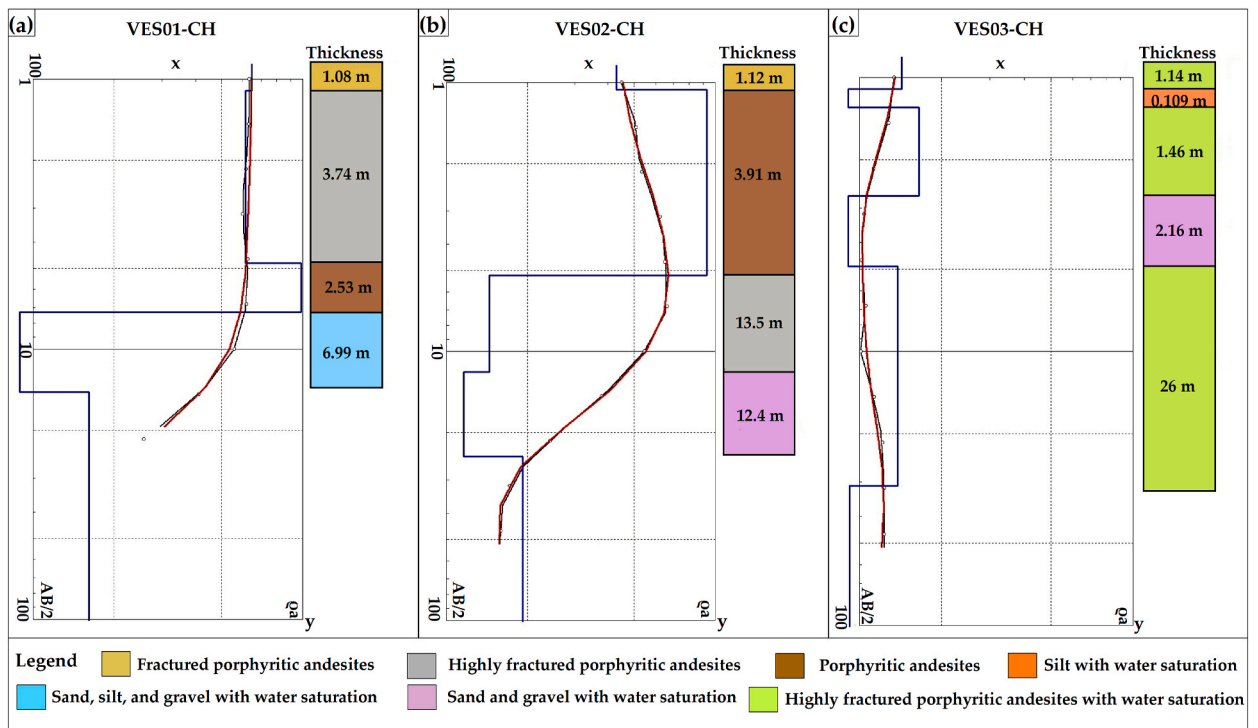 (a)
VES01-CH
x
Thickness
100
1
10
100
AB/2
ρa
y
1.08 m
3.74 m
2.53 m
6.99 m
(b)
VES02-CH
x
Thickness
100
1
10
100
AB/2
ρa
y
1.12 m
3.91 m
13.5 m
12.4 m
(c)
VES03-CH
x
Thickness
1
10
100
AB/2
ρa
y
1.14 m
0.109 m
1.46 m
2.16 m
26 m
Legend
Fractured porphyritic andesites
Highly fractured porphyritic andesites
Porphyritic andesites
Silt with water saturation
Sand, silt, and gravel with water saturation
Sand and gravel with water saturation
Highly fractured porphyritic andesites with water saturation